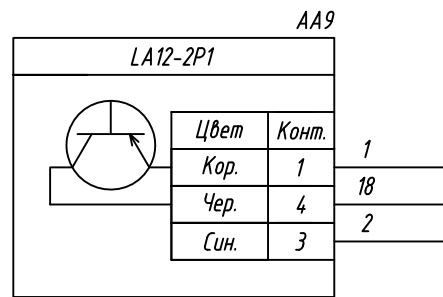 AA9
LA12-2P1
Цвет Конт.
Кор. 1 1
Чер. 4 18
Син. 3 2